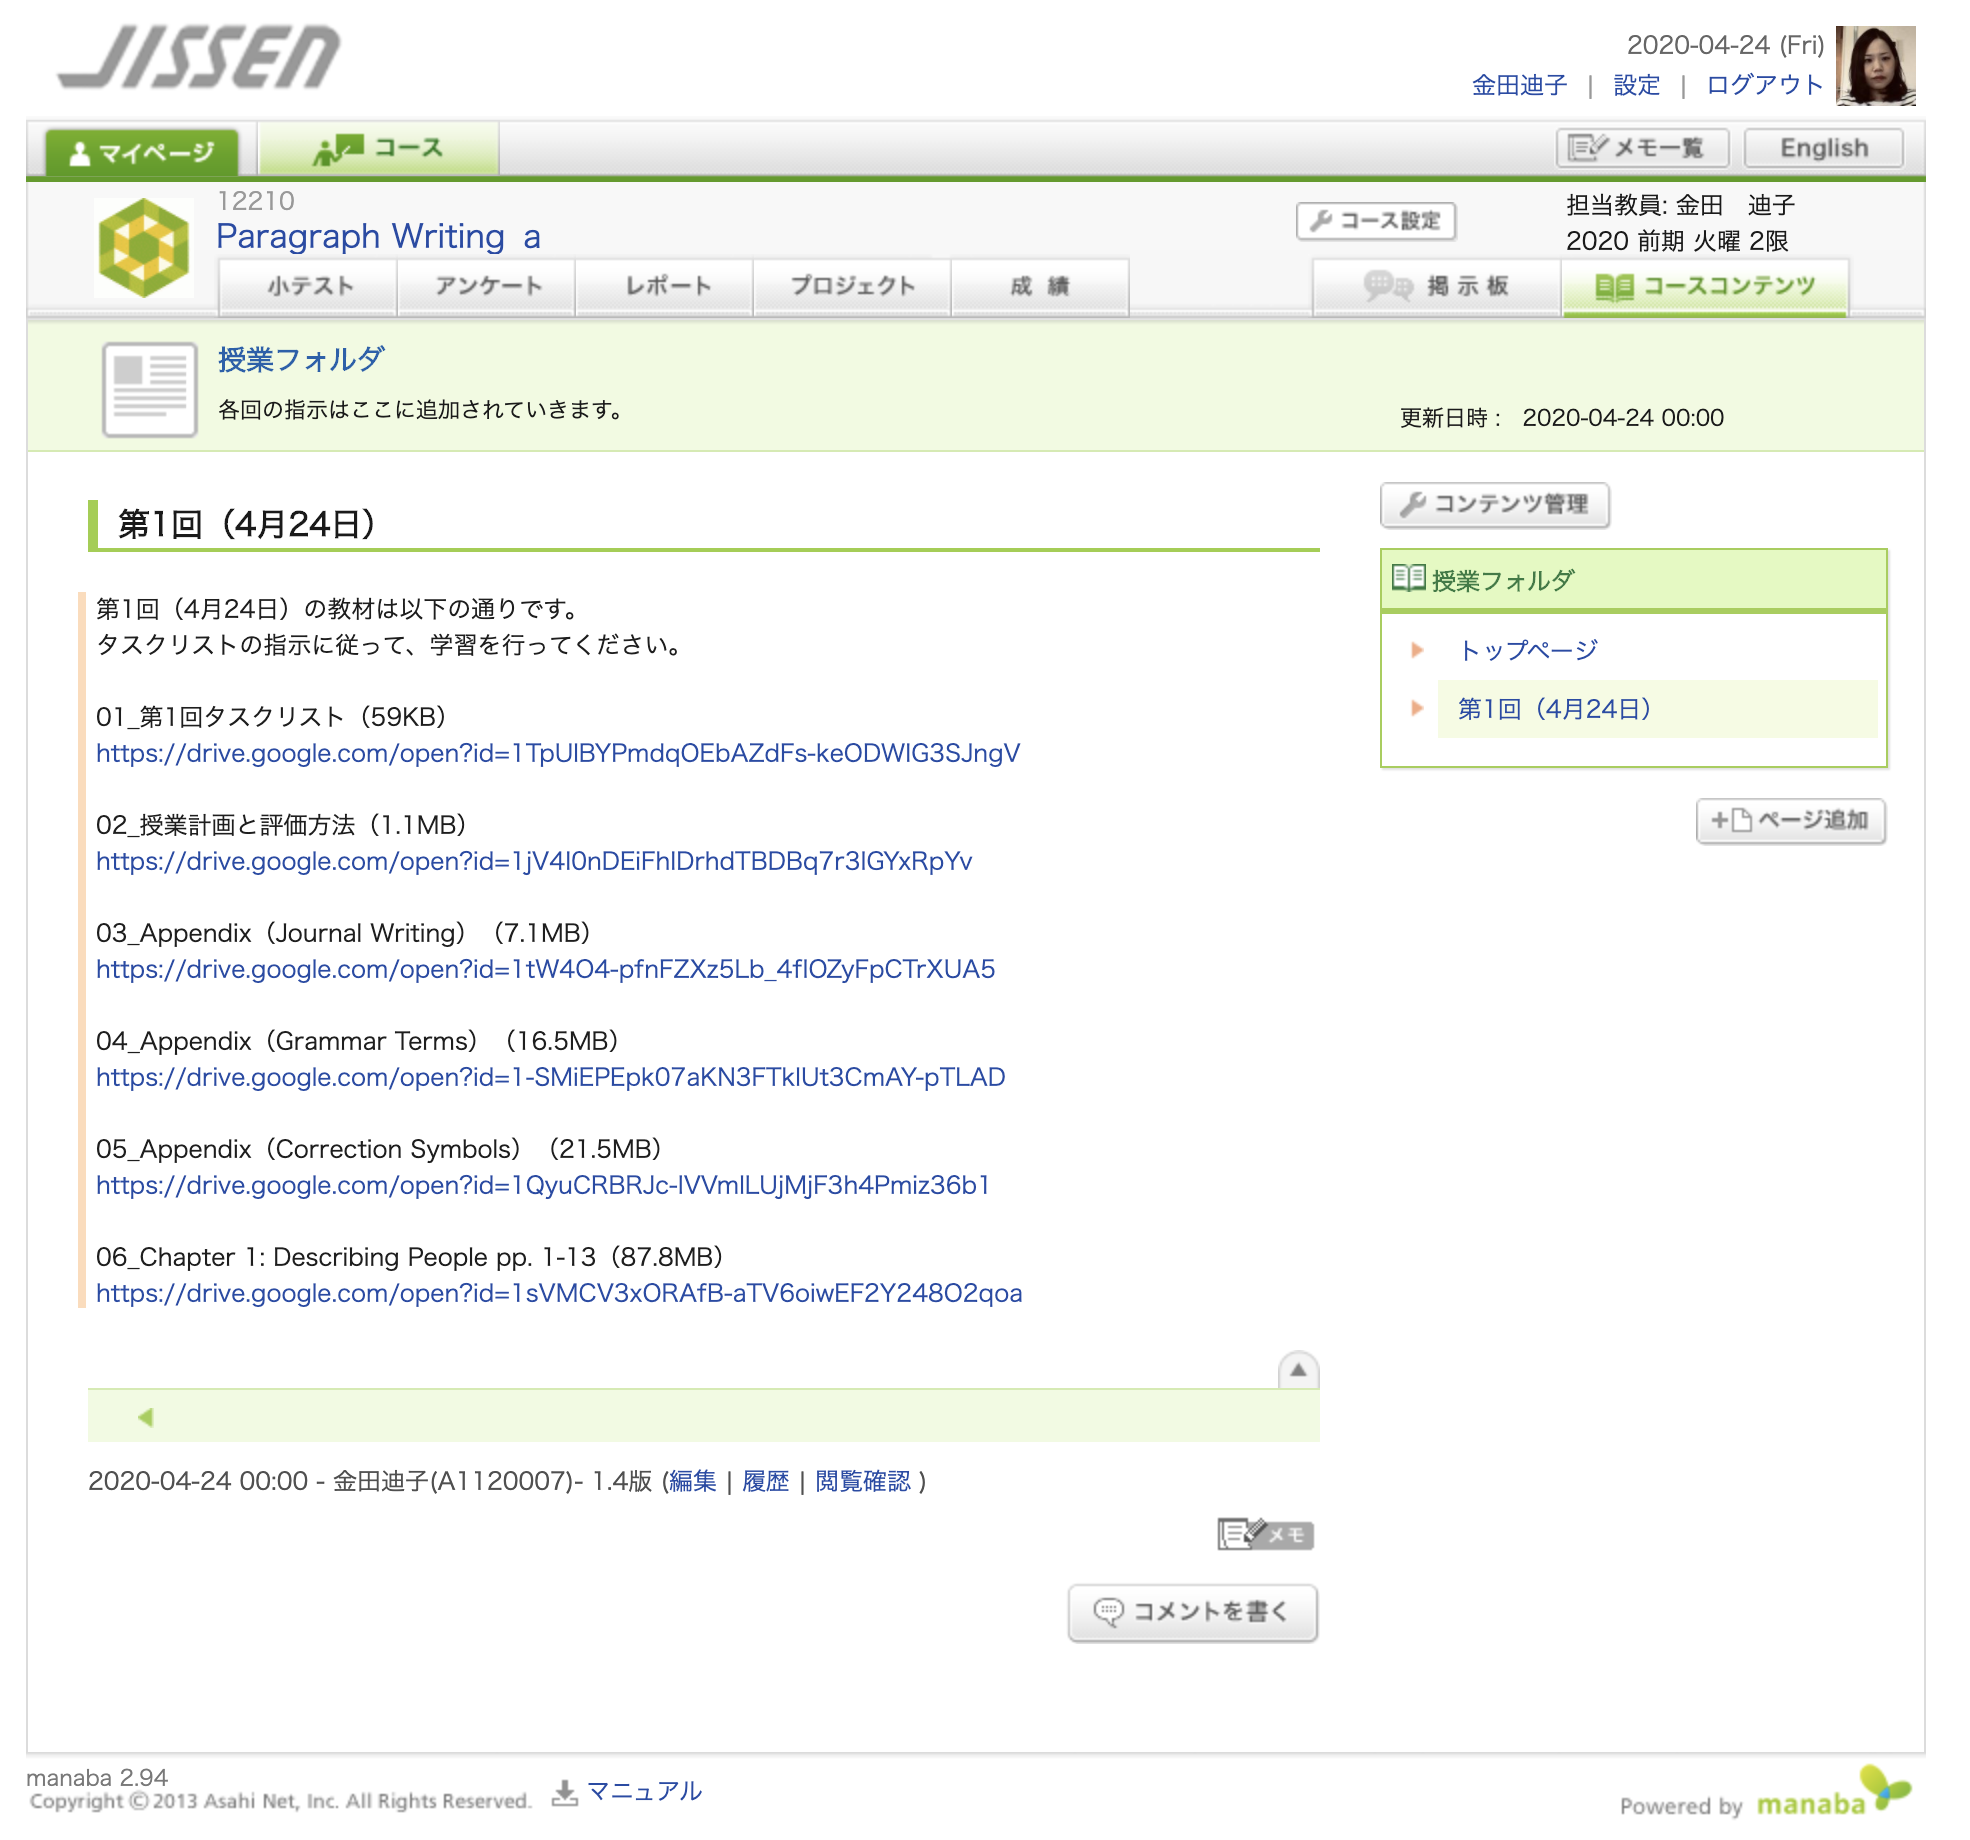 JISSEN
2020-04-24 (Fri)
金田迪子 | 設定 | ログアウト
マイページ
コース
メモ一覧
English
12210
Paragraph Writing a
コース設定
担当教員: 金田　迪子
2020 前期 火曜 2限
小テスト
アンケート
レポート
プロジェクト
成績
掲示板
コースコンテンツ
授業フォルダ
各回の指示はここに追加されていきます。
更新日時： 2020-04-24 00:00
第1回（4月24日）
第1回（4月24日）の教材は以下の通りです。
タスクリストの指示に従って、学習を行ってください。
01_第1回タスクリスト（59KB）
https://drive.google.com/open?id=1TpUlBYPmdqOEbAZdFs-keODWlG3SJngV
02_授業計画と評価方法（1.1MB）
https://drive.google.com/open?id=1jV4l0nDEiFhlDrhdTBDBq7r3lGYxRpYv
03_Appendix（Journal Writing）（7.1MB）
https://drive.google.com/open?id=1tW4O4-pfnFZXz5Lb_4flOZyFpCTrXUA5
04_Appendix（Grammar Terms）（16.5MB）
https://drive.google.com/open?id=1-SMiEPEpk07aKN3FTklUt3CmAY-pTLAD
05_Appendix（Correction Symbols）（21.5MB）
https://drive.google.com/open?id=1QyuCRBRJc-lVVmlLUjMjF3h4Pmiz36b1
06_Chapter 1: Describing People pp. 1-13（87.8MB）
https://drive.google.com/open?id=1sVMCV3xORAfB-aTV6oiwEF2Y248O2qoa
コンテンツ管理
授業フォルダ
トップページ
第1回（4月24日）
ページ追加
2020-04-24 00:00 - 金田迪子(A1120007)- 1.4版 (編集 | 履歴 | 閲覧確認 )
メモ
コメントを書く
manaba 2.94
Copyright © 2013 Asahi Net, Inc. All Rights Reserved.
マニュアル
Powered by manaba